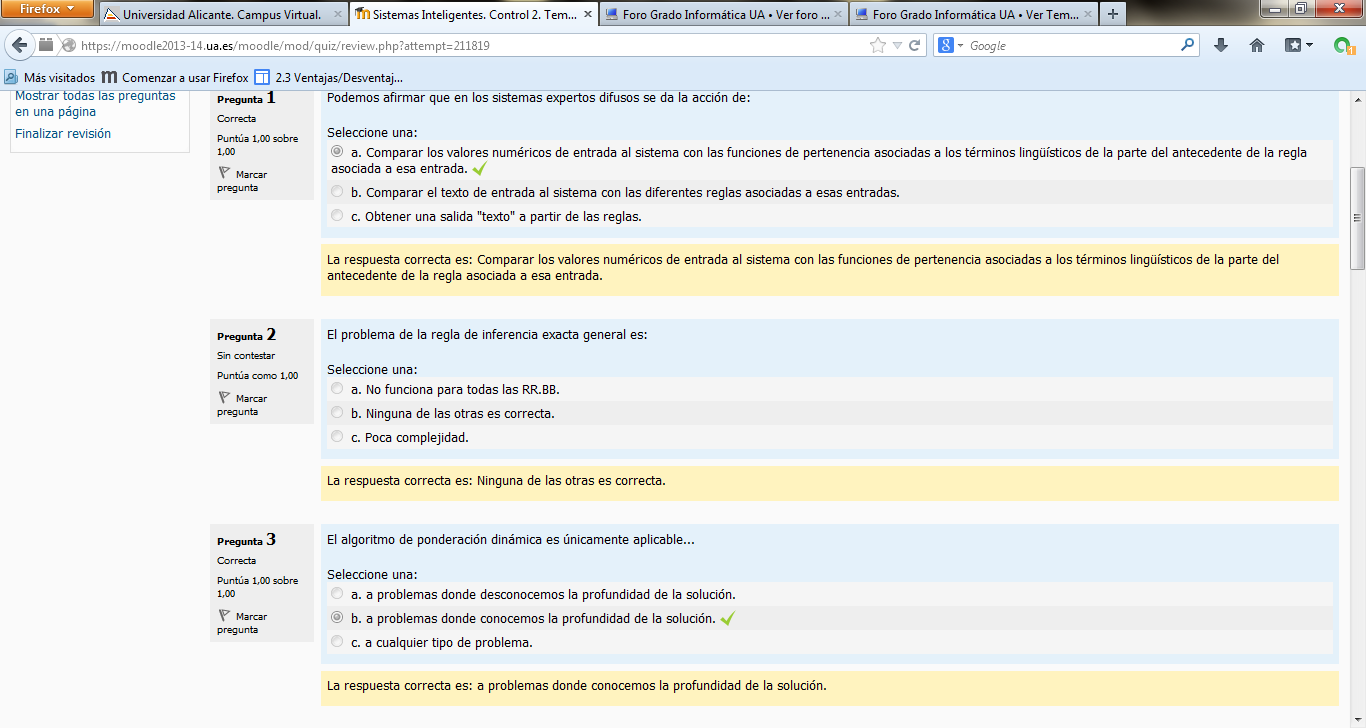 Firefox
Universidad Alicante. Campus Virtual.
Sistemas Inteligentes. Control 2. Tem...
Foro Grado Informática UA • Ver foro ...
Foro Grado Informática UA • Ver Tem...
https://moodle2013-14.ua.es/moodle/mod/quiz/review.php?attempt=211819
Google
Más visitados
Comenzar a usar Firefox
2.3 Ventajas/Desventaj...
Mostrar todas las preguntas
en una página
Finalizar revisión
Pregunta 1
Correcta
Puntúa 1,00 sobre
1,00
Marcar
pregunta
Podemos afirmar que en los sistemas expertos difusos se da la acción de:
Seleccione una:
a. Comparar los valores numéricos de entrada al sistema con las funciones de pertenencia asociadas a los términos lingüísticos de la parte del antecedente de la regla
asociada a esa entrada.
b. Comparar el texto de entrada al sistema con las diferentes reglas asociadas a esas entradas.
c. Obtener una salida "texto" a partir de las reglas.
La respuesta correcta es: Comparar los valores numéricos de entrada al sistema con las funciones de pertenencia asociadas a los términos lingüísticos de la parte del
antecedente de la regla asociada a esa entrada.
Pregunta 2
Sin contestar
Puntúa como 1,00
Marcar
pregunta
El problema de la regla de inferencia exacta general es:
Seleccione una:
a. No funciona para todas las RR.BB.
b. Ninguna de las otras es correcta.
c. Poca complejidad.
La respuesta correcta es: Ninguna de las otras es correcta.
Pregunta 3
Correcta
Puntúa 1,00 sobre
1,00
Marcar
pregunta
El algoritmo de ponderación dinámica es únicamente aplicable...
Seleccione una:
a. a problemas donde desconocemos la profundidad de la solución.
b. a problemas donde conocemos la profundidad de la solución.
c. a cualquier tipo de problema.
La respuesta correcta es: a problemas donde conocemos la profundidad de la solución.